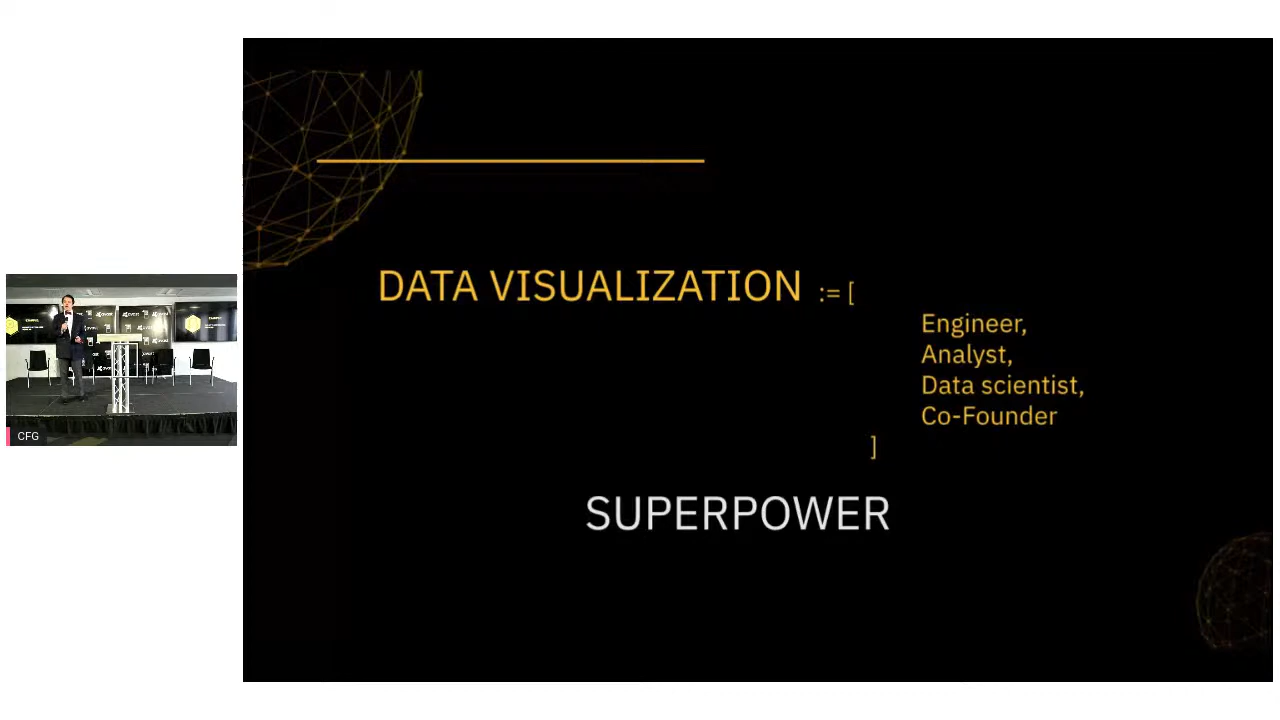 DATA VISUALIZATION := [
Engineer,
Analyst,
Data scientist,
Co-Founder
]
SUPERPOWER
CFG